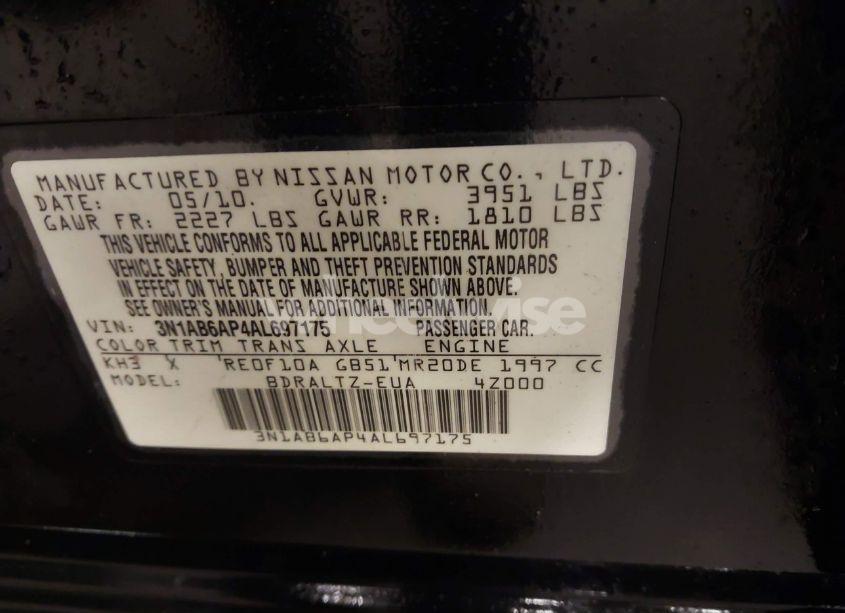 MANUFACTURED BY NISSAN MOTOR CO., LTD.
DATE: 05/10. GVWR: 3951 LBS
GAWR FR: 2227 LBS GAWR RR: 1810 LBS
THIS VEHICLE CONFORMS TO ALL APPLICABLE FEDERAL MOTOR
VEHICLE SAFETY, BUMPER AND THEFT PREVENTION STANDARDS
IN EFFECT ON THE DATE OF MANUFACTURE SHOWN ABOVE.
SEE OWNER'S MANUAL FOR ADDITIONAL INFORMATION.
VIN: 3N1AB6AP4AL697175 PASSENGER CAR.
COLOR TRIM TRANS AXLE ENGINE
KH3 X RE0F10A GB51 MR20DE 1997 CC
MODEL: BDRALTZ-EUA 4Z000
3N1AB6AP4AL697175